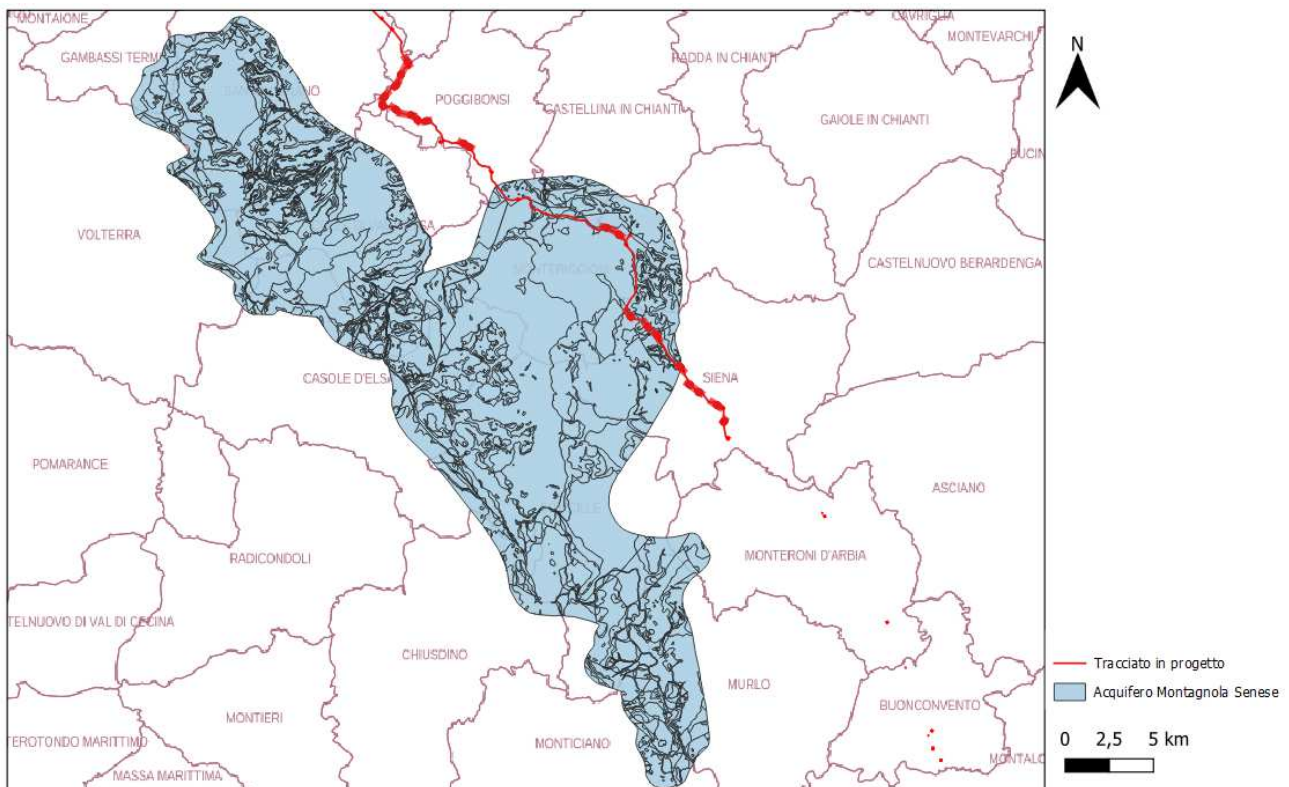 MONTAIONE
CAVRIGLIA
MONTEVARCHI
GAMBASSI TERM
RADDA IN CHIANTI
POGGIBONSI
CASTELLINA IN CHIANTI
GAIOLE IN CHIANTI
BUCIN
VOLTERRA
CASTELNUOVO BERARDENGA
MONTERIGGIONI
CASOLE D'ELSA
SIENA
POMARANCE
ASCIANO
RADICONDOLI
MONTERONI D'ARBIA
TELNUOVO DI VAL DI CECINA
CHIUSDINO
MURLO
BUONCONVENTO
MONTIERI
TEROTONDO MARITTIMO
MONTICIANO
MONTALC
MASSA MARITTIMA
N
Tracciato in progetto
Acquifero Montagnola Senese
0 2,5 5 km